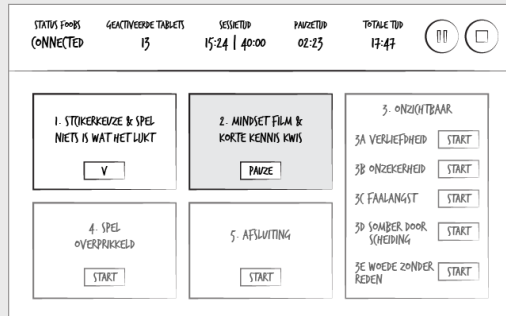 STATUS FOOBS
CONNECTED
GEACTIVEERDE TABLETS
13
SESSIETIJD
15:24 | 40:00
PAUZETIJD
02:23
TOTALE TIJD
17:47
1. STIJKERKEUZE & SPEL
NIETS IS WAT HET LIJKT
V
2. MINDSET FILM &
KORTE KENNIS KWIS
PAUZE
3. ONZICHTBAAR
3A VERLIEFDHEID START
3B ONZEKERHEID START
3C FAALANGST START
3D SOMBER DOOR
SCHEIDING START
3E WOEDE ZONDER
REDEN START
4. SPEL
OVERPRIKKELD
START
5. AFSLUITING
START